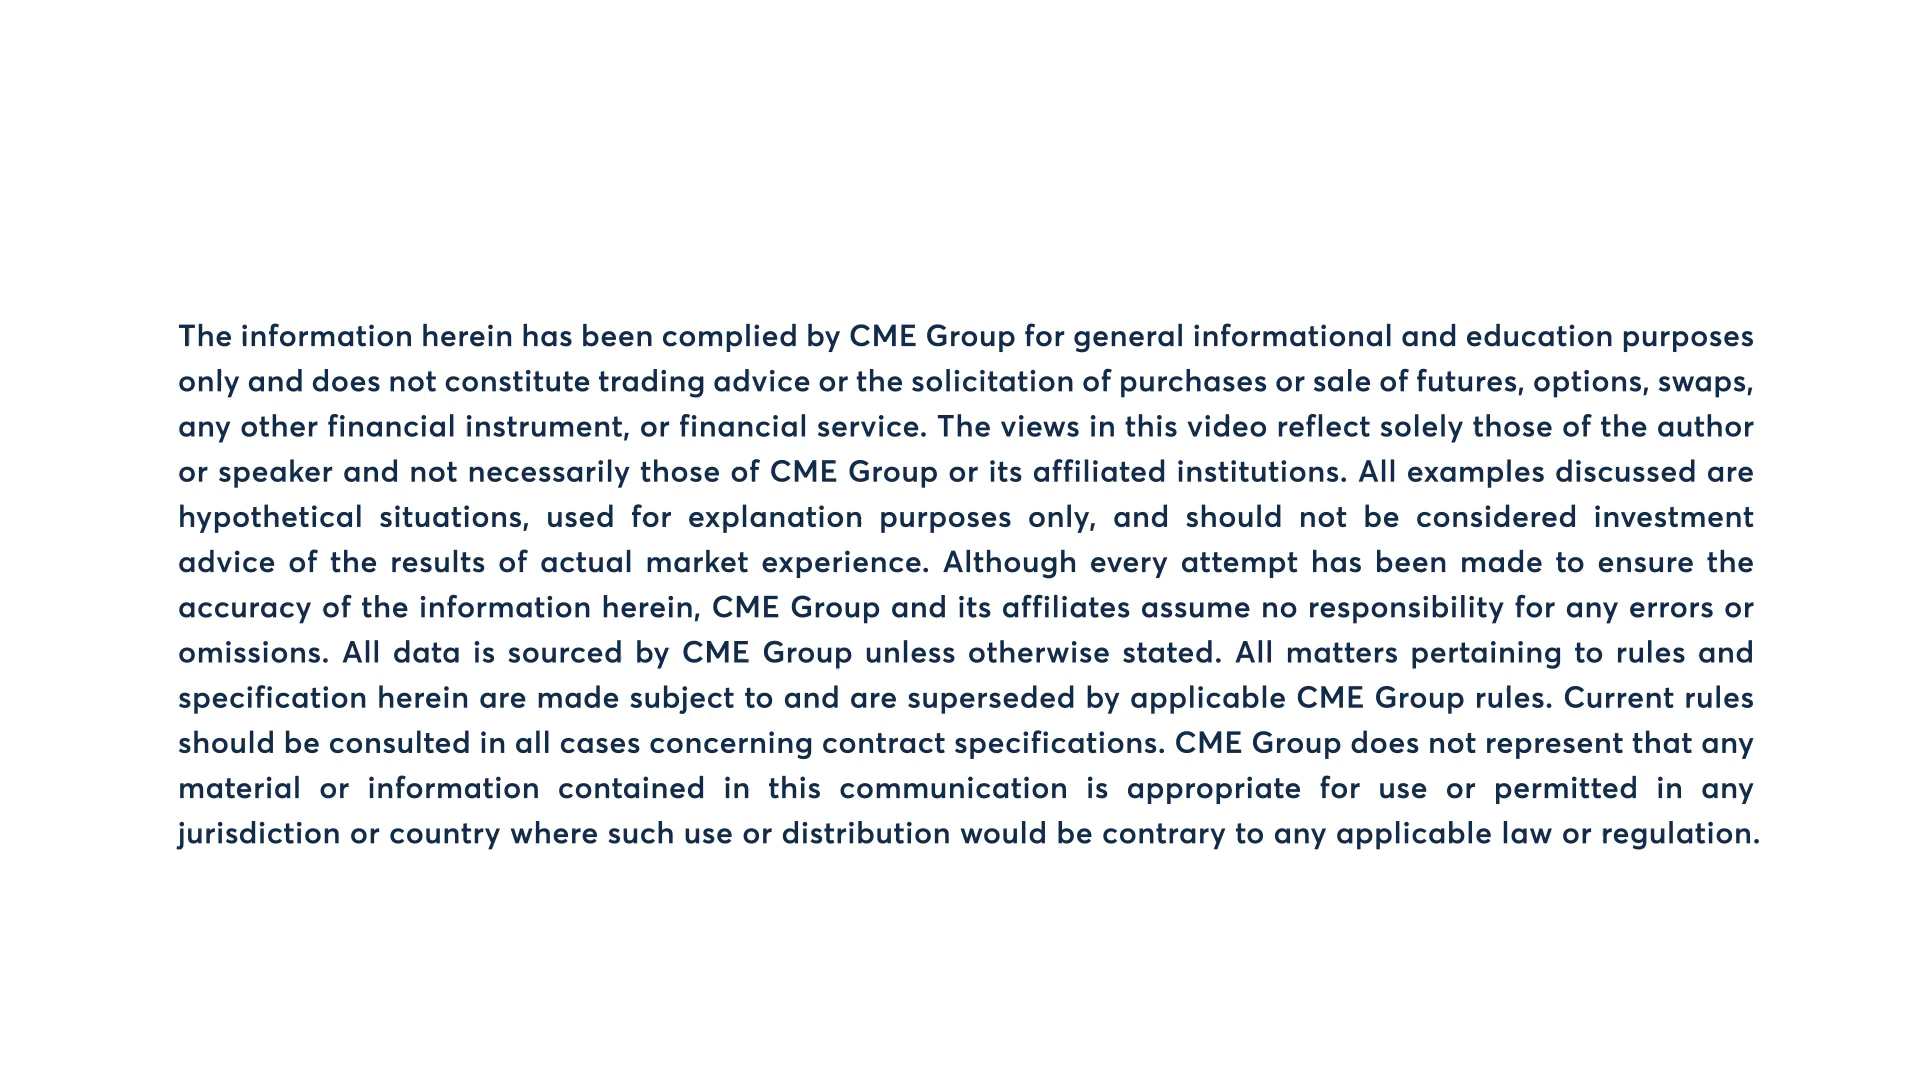 The information herein has been complied by CME Group for general informational and education purposes
only and does not constitute trading advice or the solicitation of purchases or sale of futures, options, swaps,
any other financial instrument, or financial service. The views in this video reflect solely those of the author
or speaker and not necessarily those of CME Group or its affiliated institutions. All examples discussed are
hypothetical situations, used for explanation purposes only, and should not be considered investment
advice of the results of actual market experience. Although every attempt has been made to ensure the
accuracy of the information herein, CME Group and its affiliates assume no responsibility for any errors or
omissions. All data is sourced by CME Group unless otherwise stated. All matters pertaining to rules and
specification herein are made subject to and are superseded by applicable CME Group rules. Current rules
should be consulted in all cases concerning contract specifications. CME Group does not represent that any
material or information contained in this communication is appropriate for use or permitted in any
jurisdiction or country where such use or distribution would be contrary to any applicable law or regulation.